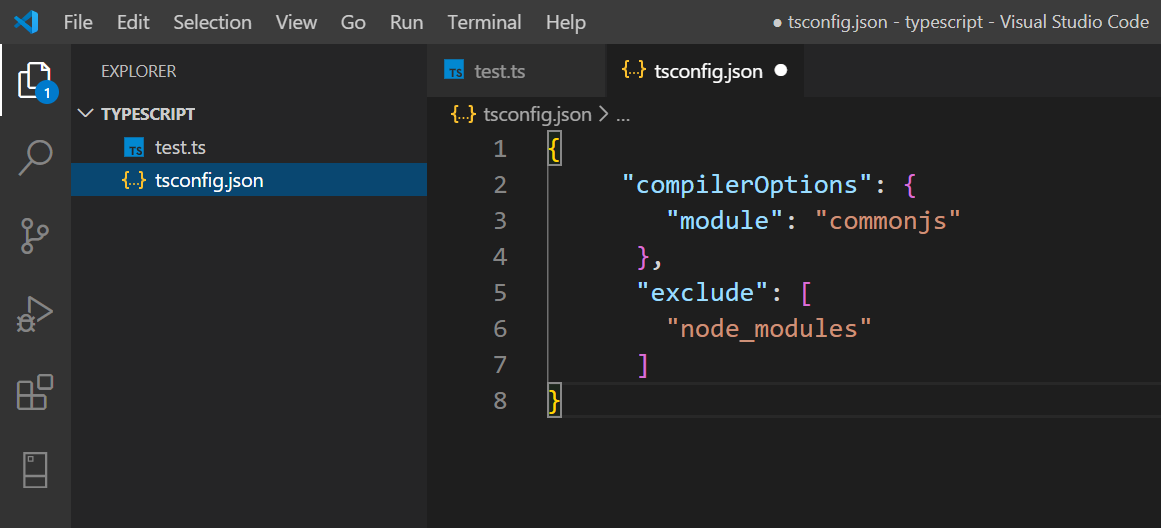 File Edit Selection View Go Run Terminal Help ● tsconfig.json - typescript - Visual Studio Code
EXPLORER
1
TYPESCRIPT
TS test.ts
{..} tsconfig.json
TS test.ts {..} tsconfig.json ●
{..} tsconfig.json > ...
1 {
2 "compilerOptions": {
3 "module": "commonjs"
4 },
5 "exclude": [
6 "node_modules"
7 ]
8 }